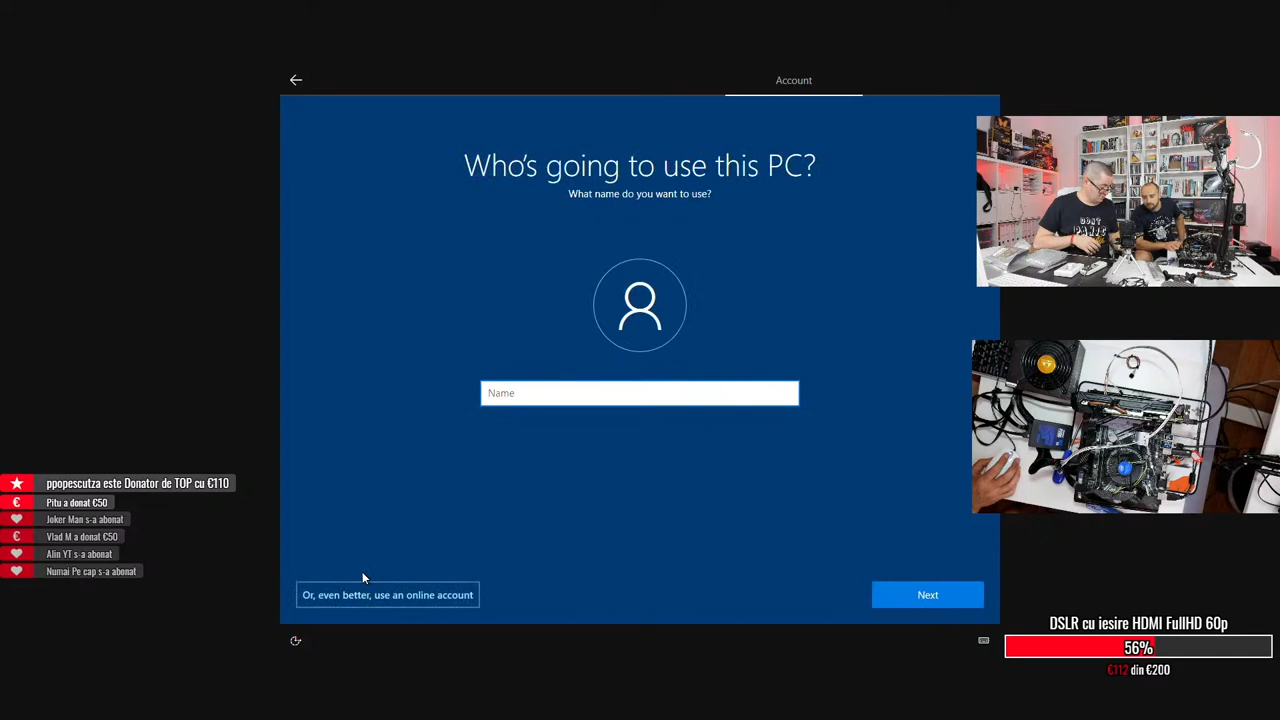 Account
Who's going to use this PC?
What name do you want to use?
DON'T
PANIC
Name
ppopescutza este Donator de TOP cu €110
€ Pitu a donat €50
Joker Man s-a abonat
€ Vlad M a donat €50
Alin YT s-a abonat
Numai Pe cap s-a abonat
Or, even better, use an online account
Next
DSLR cu iesire HDMI FullHD 60p
56%
€112 din €200